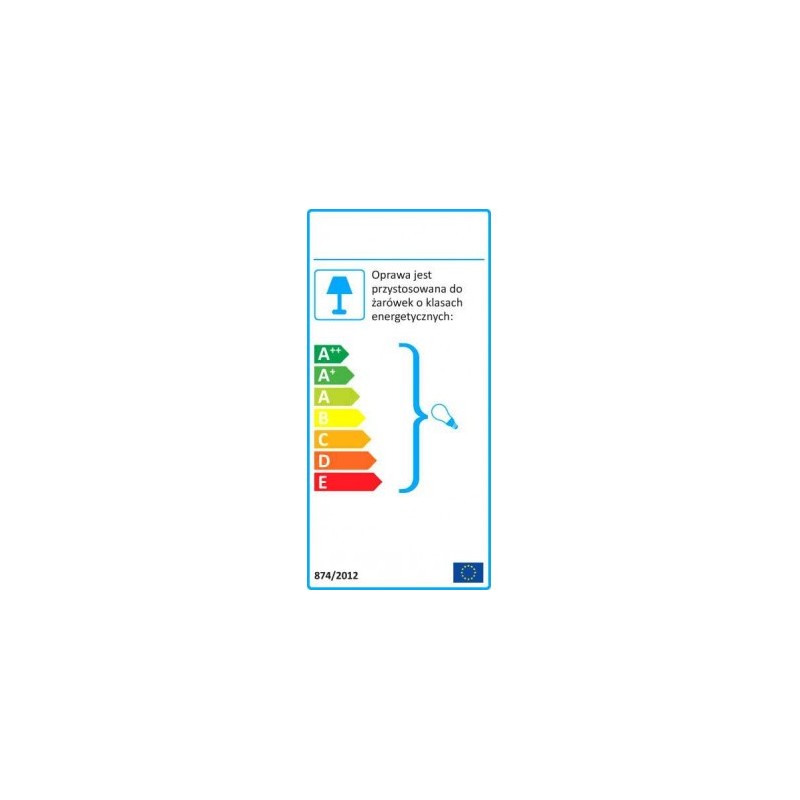 Oprawa jest
przystosowana do
żarówek o klasach
energetycznych:
A++
A+
A
B
C
D
E
874/2012